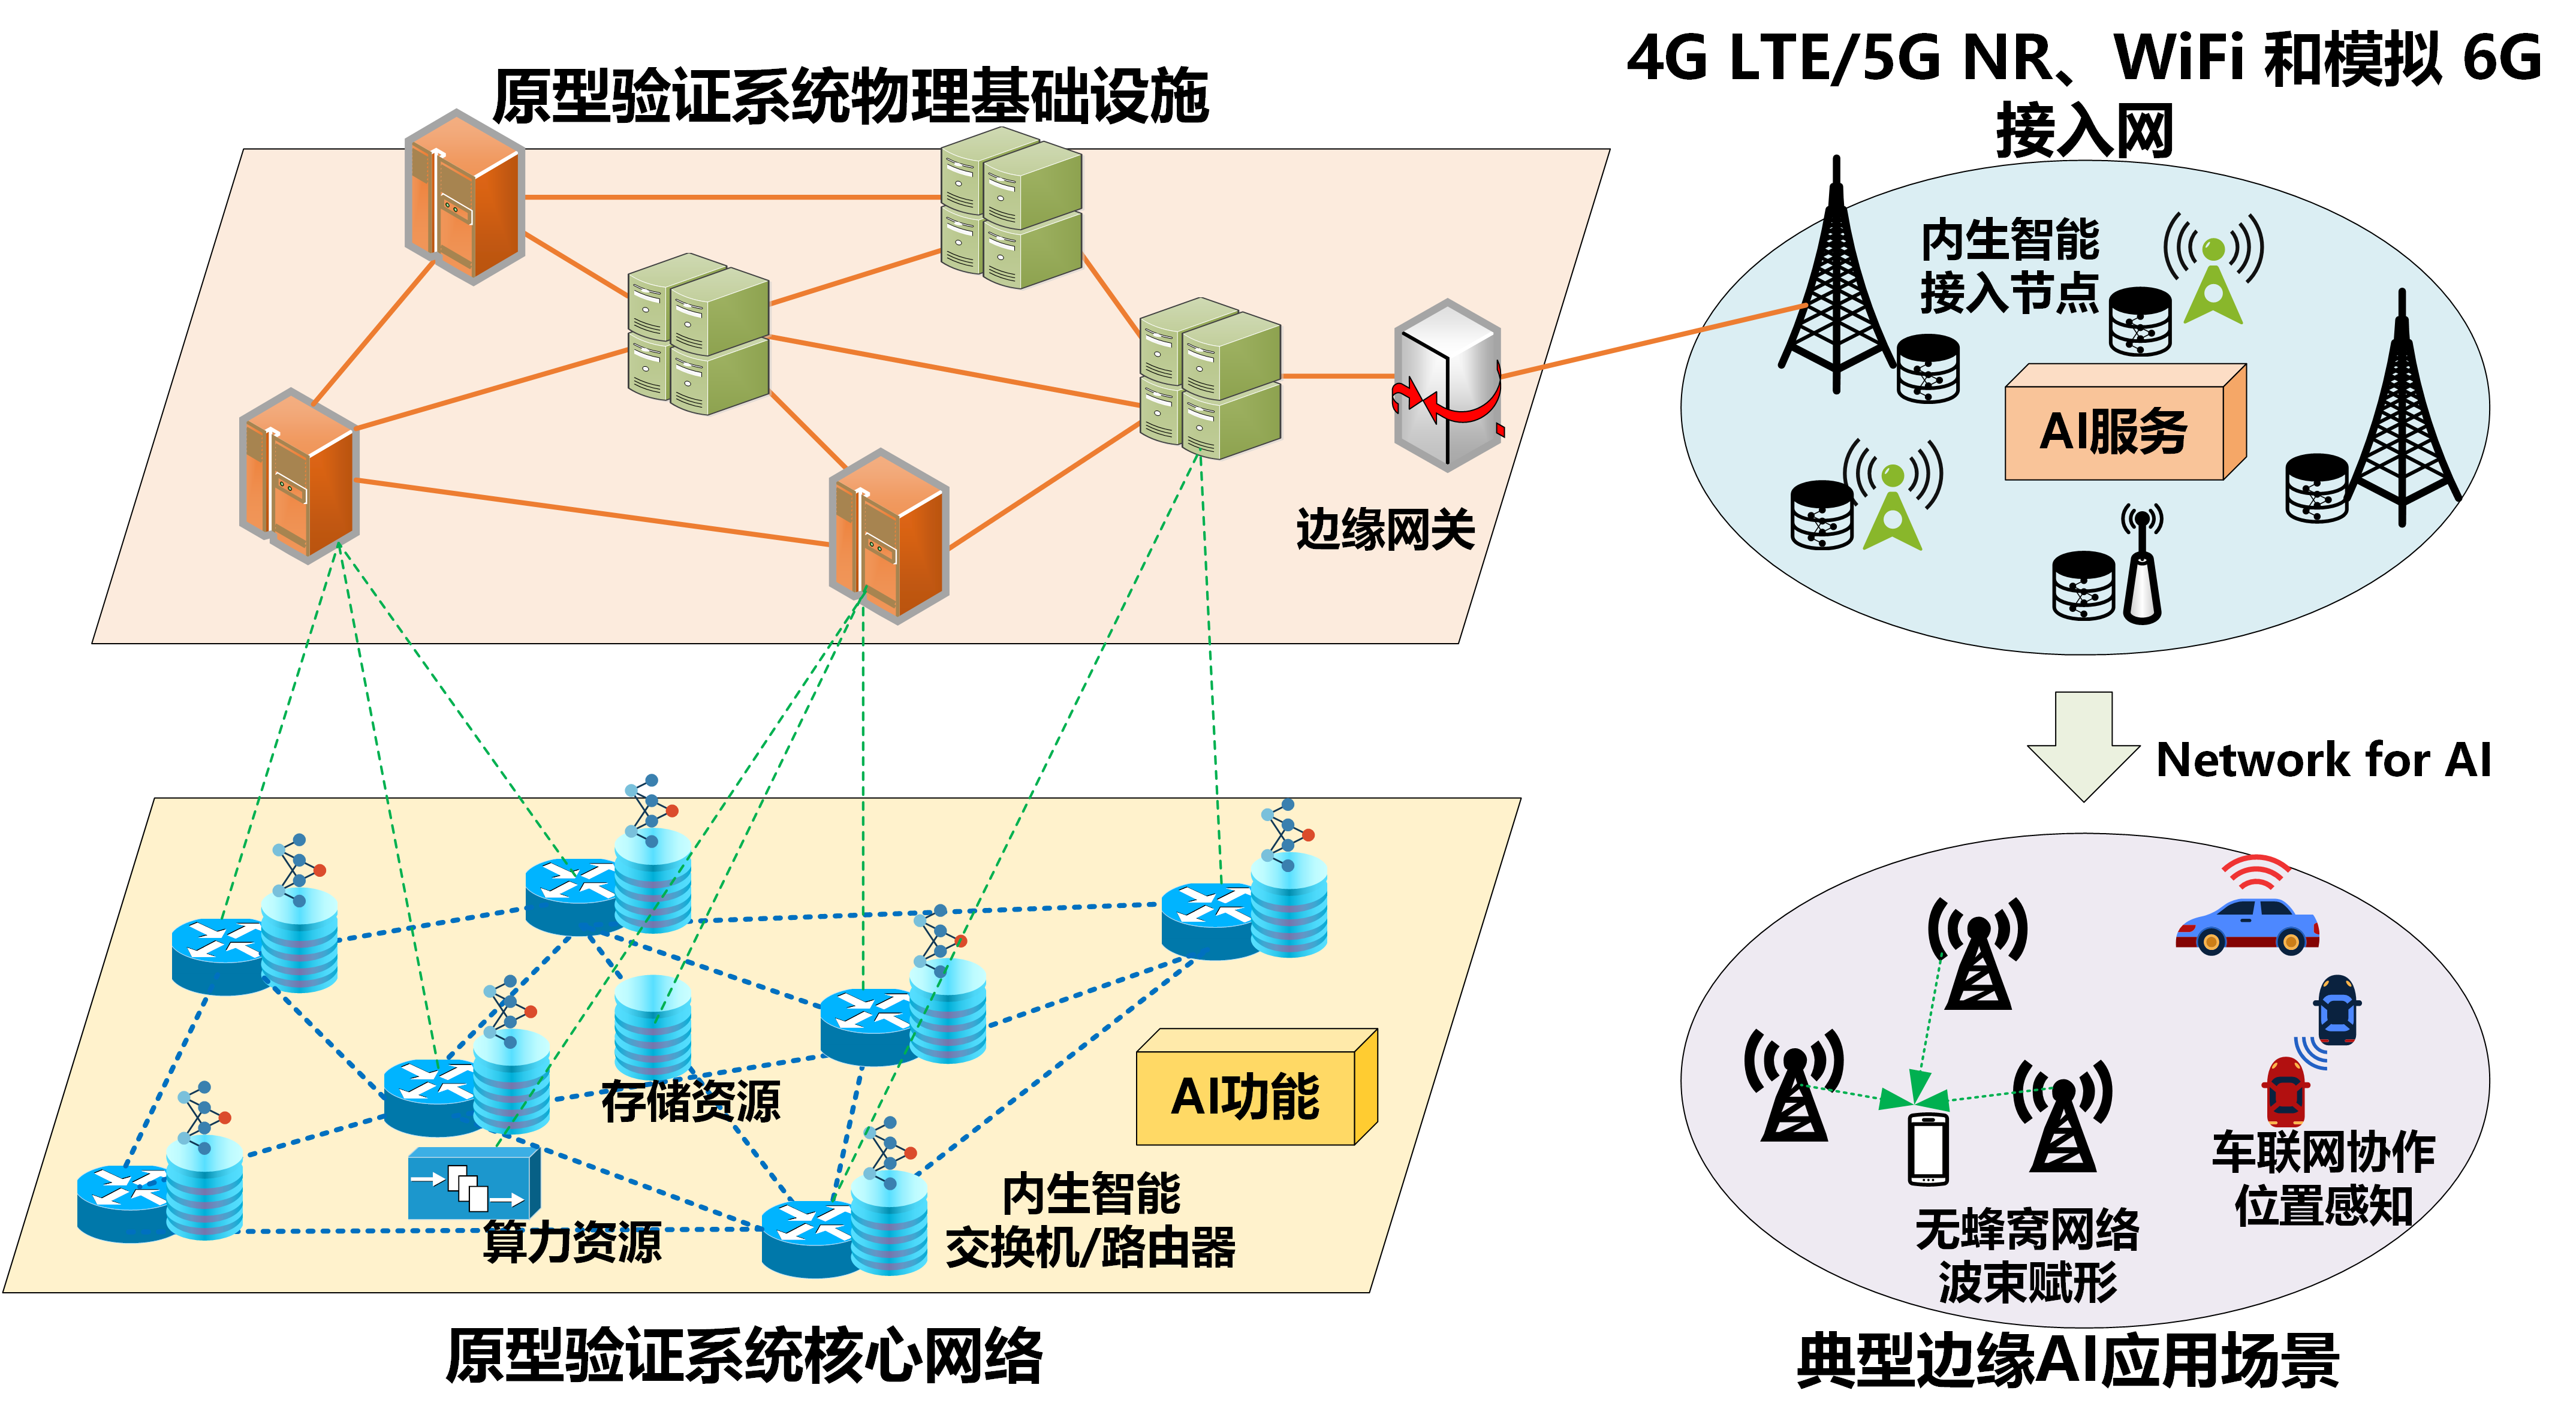 原型验证系统物理基础设施
4G LTE/5G NR、WiFi 和模拟 6G
接入网
内生智能
接入节点
AI服务
边缘网关
Network for AI
存储资源
AI功能
算力资源
内生智能
交换机/路由器
车联网协作
位置感知
无蜂窝网络
波束赋形
原型验证系统核心网络
典型边缘AI应用场景